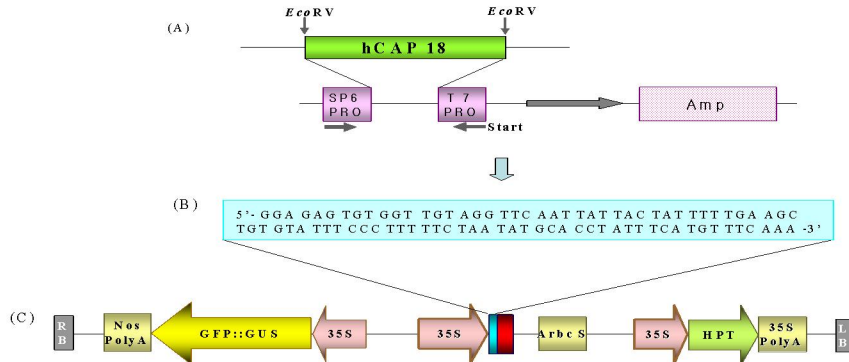 (A)
EcoRV EcoRV
hCAP 18
SP6 PRO T 7 PRO Amp
Start
(B)
5'- GGA GAG TGT GGT TGT AGG TTC AAT TAT TAC TAT TTT TGA AGC
TGT GTA TTT CCC TTT TTC TAA TAT GCA CCT ATT TCA TGT TTC AAA -3'
(C)
RB Nos PolyA GFP::GUS 35S 35S ArbcS 35S HPT 35S PolyA LB